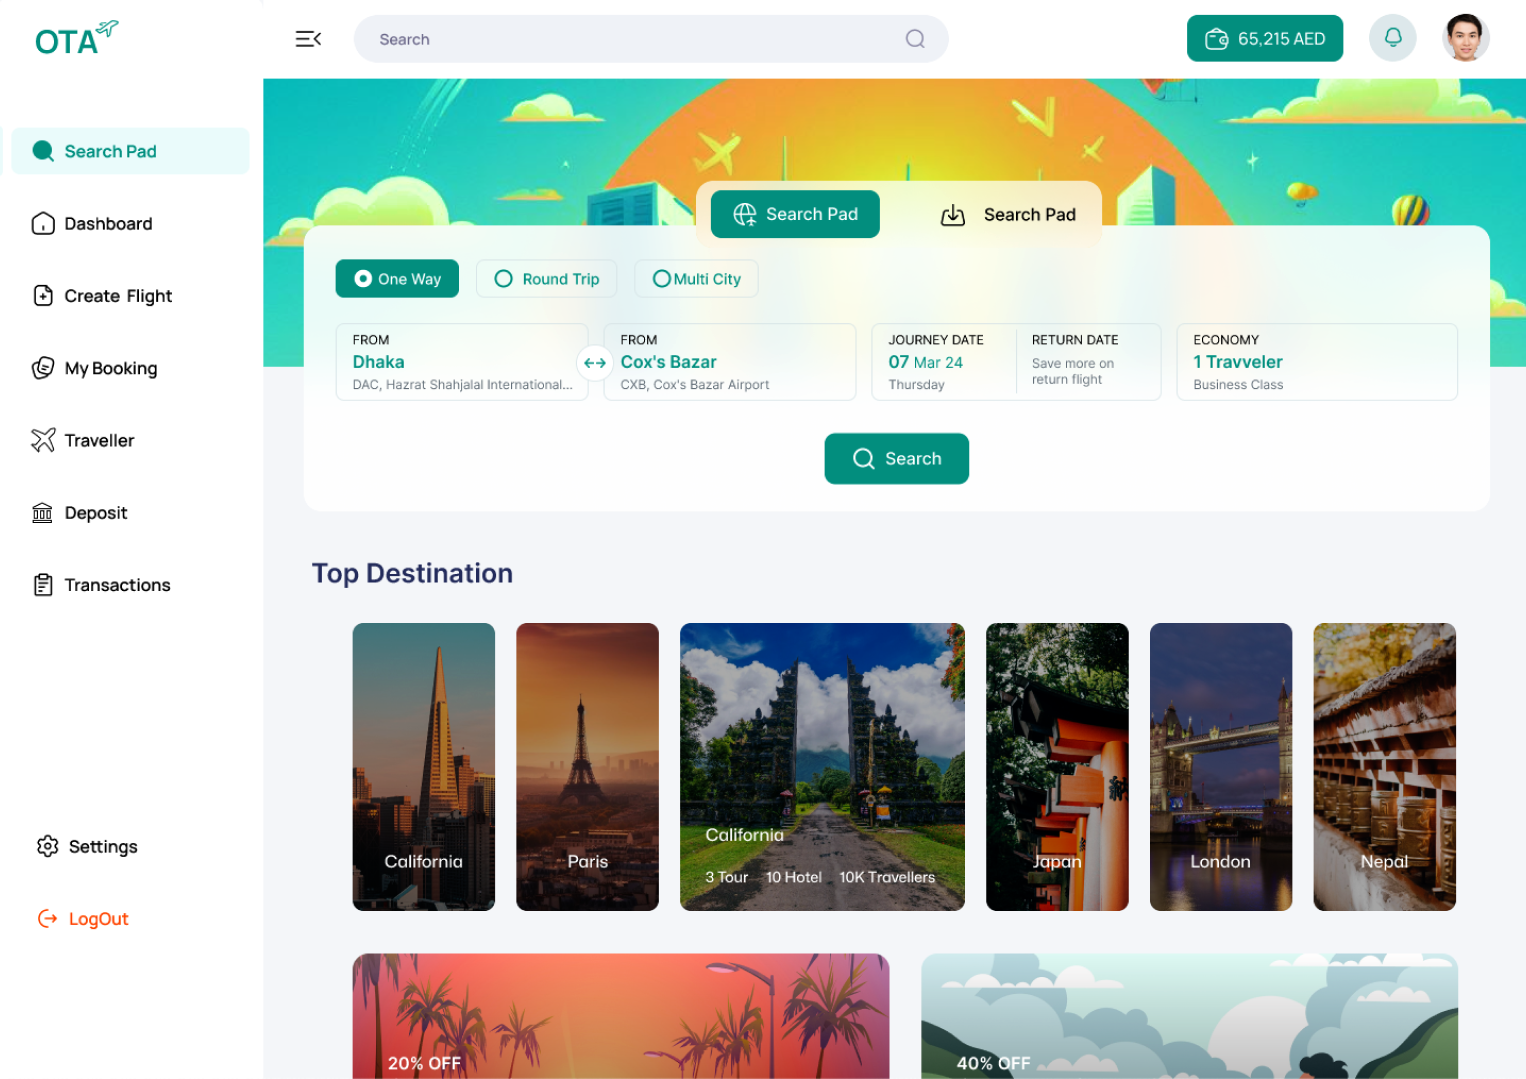 OTA
Search
65,215 AED
Search Pad
Dashboard
Create Flight
My Booking
Traveller
Deposit
Transactions
Settings
LogOut
Search Pad
Search Pad
One Way
Round Trip
Multi City
FROM
Dhaka
DAC, Hazrat Shahjalal International...
FROM
Cox's Bazar
CXB, Cox's Bazar Airport
JOURNEY DATE
07 Mar 24
Thursday
RETURN DATE
Save more on
return flight
ECONOMY
1 Travveler
Business Class
Search
Top Destination
California
Paris
California
3 Tour 10 Hotel 10K Travellers
Japan
London
Nepal
20% OFF
40% OFF